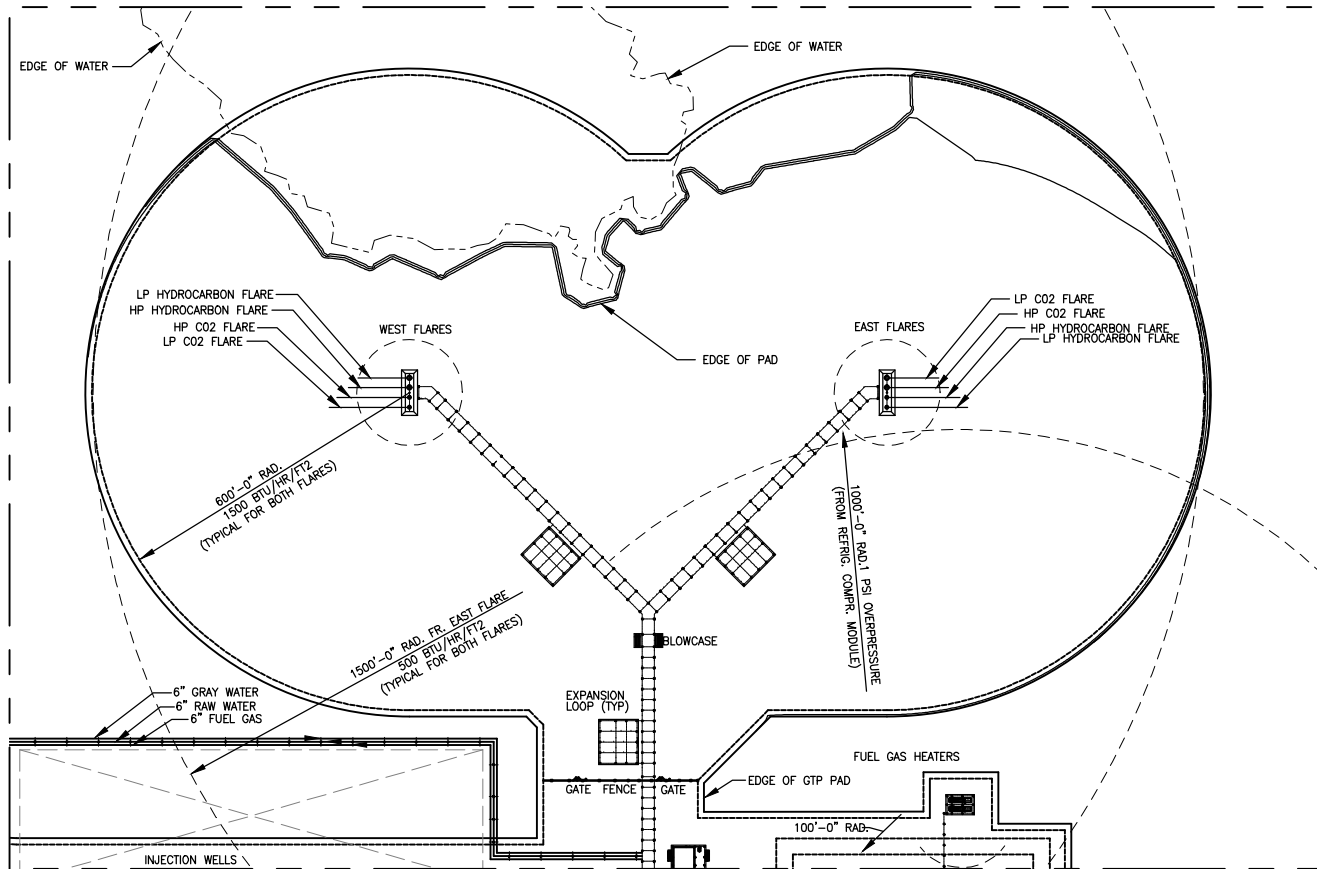 EDGE OF WATER
EDGE OF WATER
LP HYDROCARBON FLARE
HP HYDROCARBON FLARE
HP CO2 FLARE
LP CO2 FLARE
WEST FLARES
EAST FLARES
LP CO2 FLARE
HP CO2 FLARE
HP HYDROCARBON FLARE
LP HYDROCARBON FLARE
EDGE OF PAD
600'-0" RAD.
1500 BTU/HR/FT2
(TYPICAL FOR BOTH FLARES)
1000'-0" RAD.1 PSI OVERPRESSURE
(FROM REFRIG. COMPR. MODULE)
1500'-0" RAD. FR. EAST FLARE
500 BTU/HR/FT2
(TYPICAL FOR BOTH FLARES)
BLOWCASE
6" GRAY WATER
6" RAW WATER
6" FUEL GAS
EXPANSION
LOOP (TYP)
FUEL GAS HEATERS
GATE FENCE GATE
EDGE OF GTP PAD
100'-0" RAD.
INJECTION WELLS